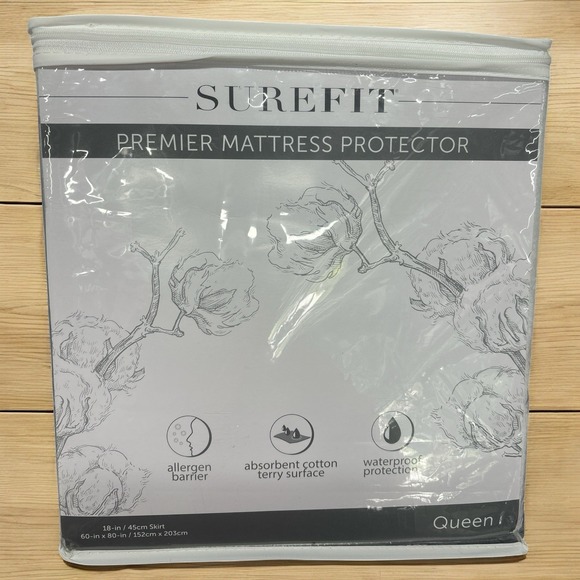 SUREFIT
PREMIER MATTRESS PROTECTOR
allergen
barrier
absorbent cotton
terry surface
waterproof
protection
18-in / 45cm Skirt
60-in x 80-in / 152cm x 203cm
Queen